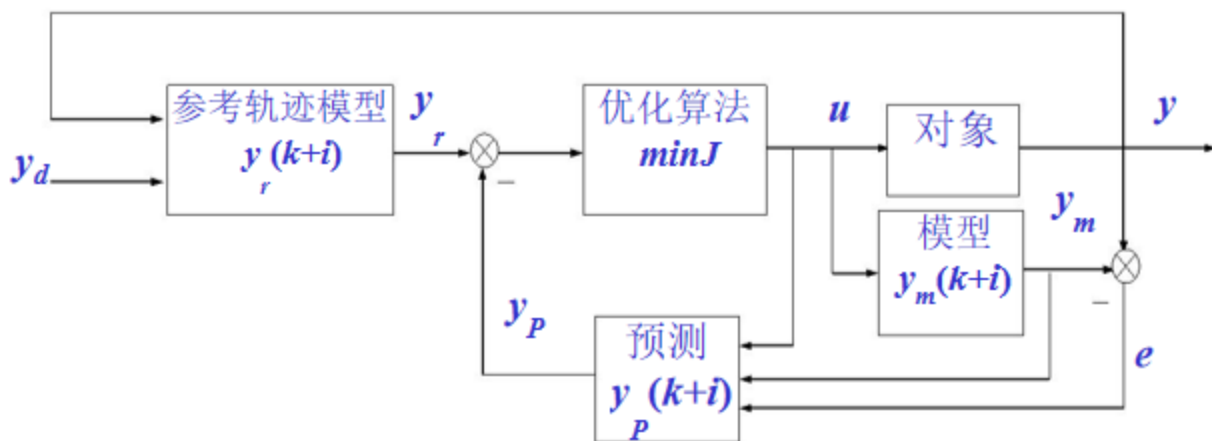 参考轨迹模型
y_r(k+i)
y_d
y_r
−
优化算法
minJ
u
对象
y
模型
y_m(k+i)
y_m
−
e
y_P
预测
y_P(k+i)